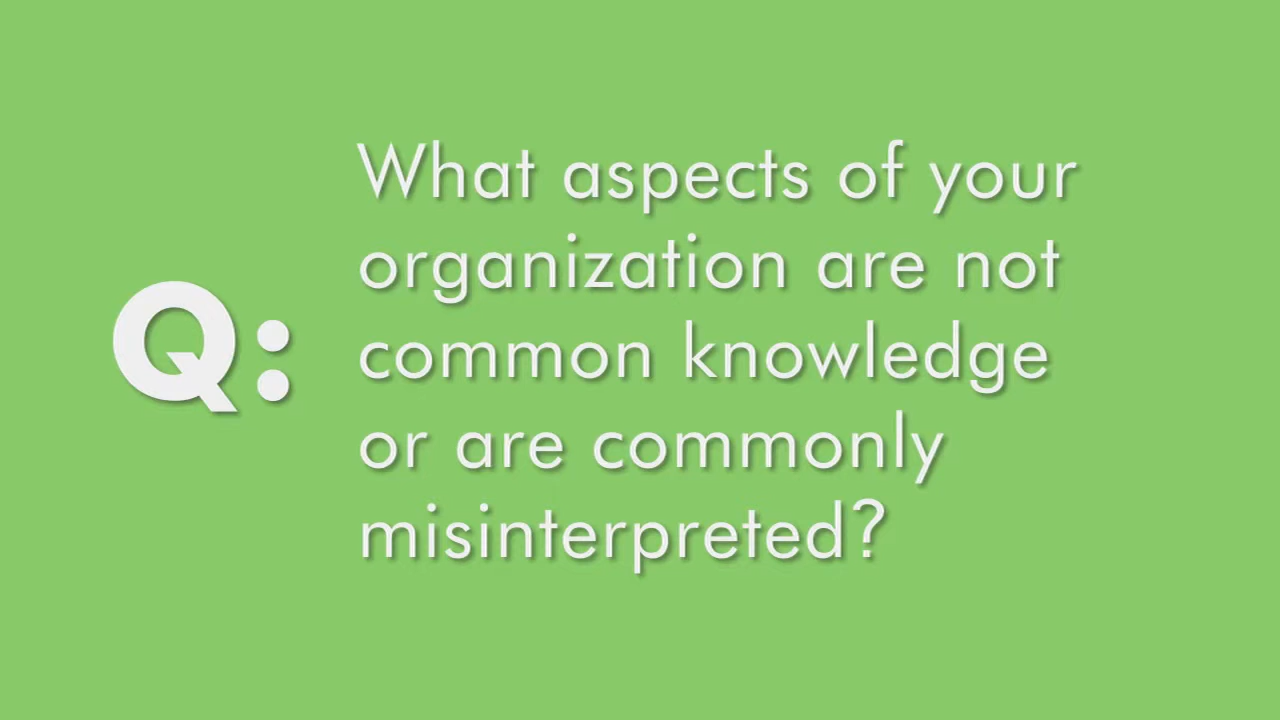 Q:
What aspects of your
organization are not
common knowledge
or are commonly
misinterpreted?